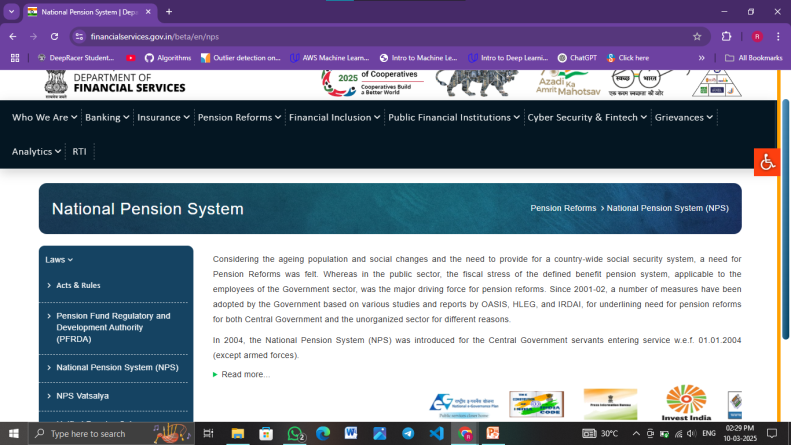 National Pension System | Depa
financialservices.gov.in/beta/en/nps
R
DeepRacer Student...
Algorithms
Outlier detection on...
AWS Machine Learn...
Intro to Machine Le...
Intro to Deep Learni...
ChatGPT
Click here
All Bookmarks
DEPARTMENT OF
FINANCIAL SERVICES
2025
of Cooperatives
Cooperatives Build
a Better World
Azadi Ka
Amrit Mahotsav
स्वच्छ भारत
एक कदम स्वच्छता की ओर
Who We Are
Banking
Insurance
Pension Reforms
Financial Inclusion
Public Financial Institutions
Cyber Security & Fintech
Grievances
Analytics
RTI
National Pension System
Pension Reforms > National Pension System (NPS)
Laws
Acts & Rules
Pension Fund Regulatory and
Development Authority
(PFRDA)
National Pension System (NPS)
NPS Vatsalya
Considering the ageing population and social changes and the need to provide for a country-wide social security system, a need for
Pension Reforms was felt. Whereas in the public sector, the fiscal stress of the defined benefit pension system, applicable to the
employees of the Government sector, was the major driving force for pension reforms. Since 2001-02, a number of measures have been
adopted by the Government based on various studies and reports by OASIS, HLEG, and IRDAI, for underlining need for pension reforms
for both Central Government and the unorganized sector for different reasons.
In 2004, the National Pension System (NPS) was introduced for the Central Government servants entering service w.e.f. 01.01.2004
(except armed forces).
Read more...
INDIA
CODE
Invest India
Type here to search
2
30°C
ENG
02:29 PM
10-03-2025